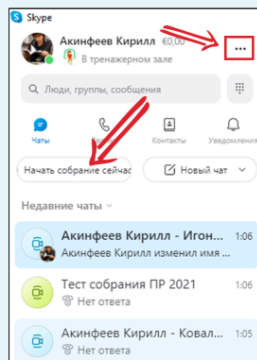 Skype
Акинфеев Кирилл €0,00
В тренажерном зале
Люди, группы, сообщения
Чаты
Контакты
Уведомления
Начать собрание сейчас
Новый чат
Недавние чаты
Акинфеев Кирилл - Игон... 1:06
Акинфеев Кирилл изменил имя ...
Тест собрания ПР 2021 1:06
Нет ответа
Акинфеев Кирилл - Ковал... 1:05
Нет ответа